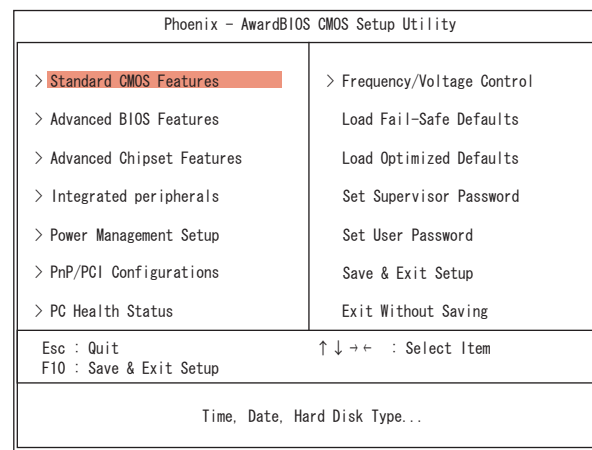 Phoenix - AwardBIOS CMOS Setup Utility
> Standard CMOS Features
> Advanced BIOS Features
> Advanced Chipset Features
> Integrated peripherals
> Power Management Setup
> PnP/PCI Configurations
> PC Health Status
> Frequency/Voltage Control
Load Fail-Safe Defaults
Load Optimized Defaults
Set Supervisor Password
Set User Password
Save & Exit Setup
Exit Without Saving
Esc : Quit
F10 : Save & Exit Setup
↑↓→← : Select Item
Time, Date, Hard Disk Type...